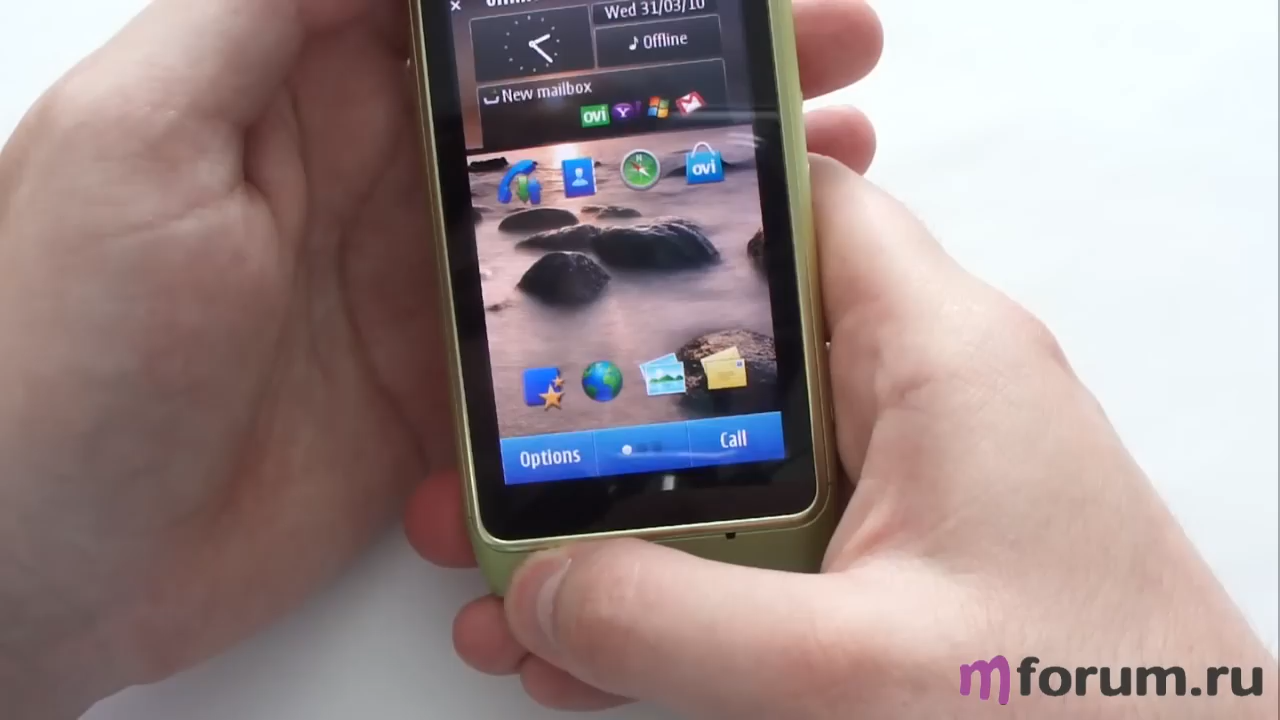 Wed 31/03/10
Offline
New mailbox
ovi
Y!
ovi
Options
Call
mforum.ru